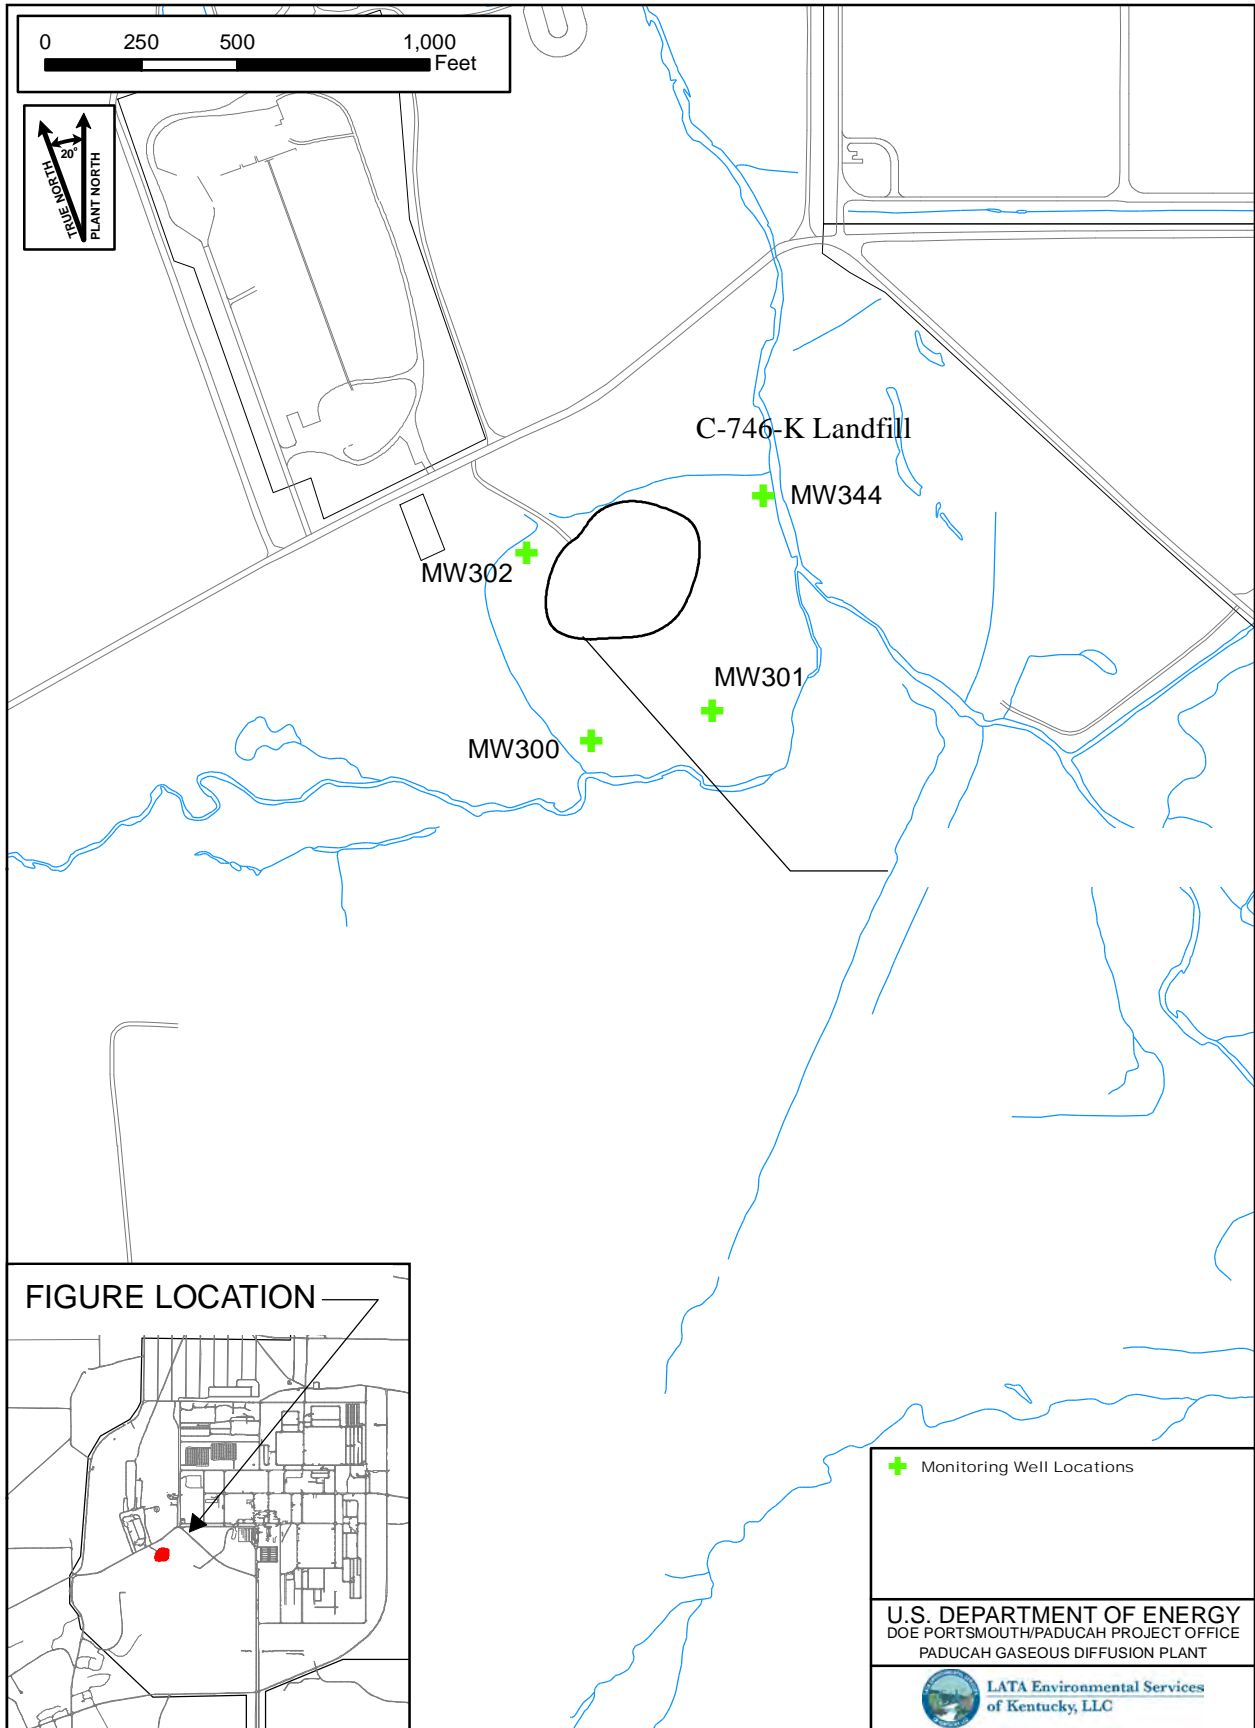 0 250 500 1,000
Feet
20°
TRUE NORTH
PLANT NORTH
C-746-K Landfill
MW344
MW302
MW301
MW300
FIGURE LOCATION
Monitoring Well Locations
U.S. DEPARTMENT OF ENERGY
DOE PORTSMOUTH/PADUCAH PROJECT OFFICE
PADUCAH GASEOUS DIFFUSION PLANT
LATA Environmental Services
of Kentucky, LLC